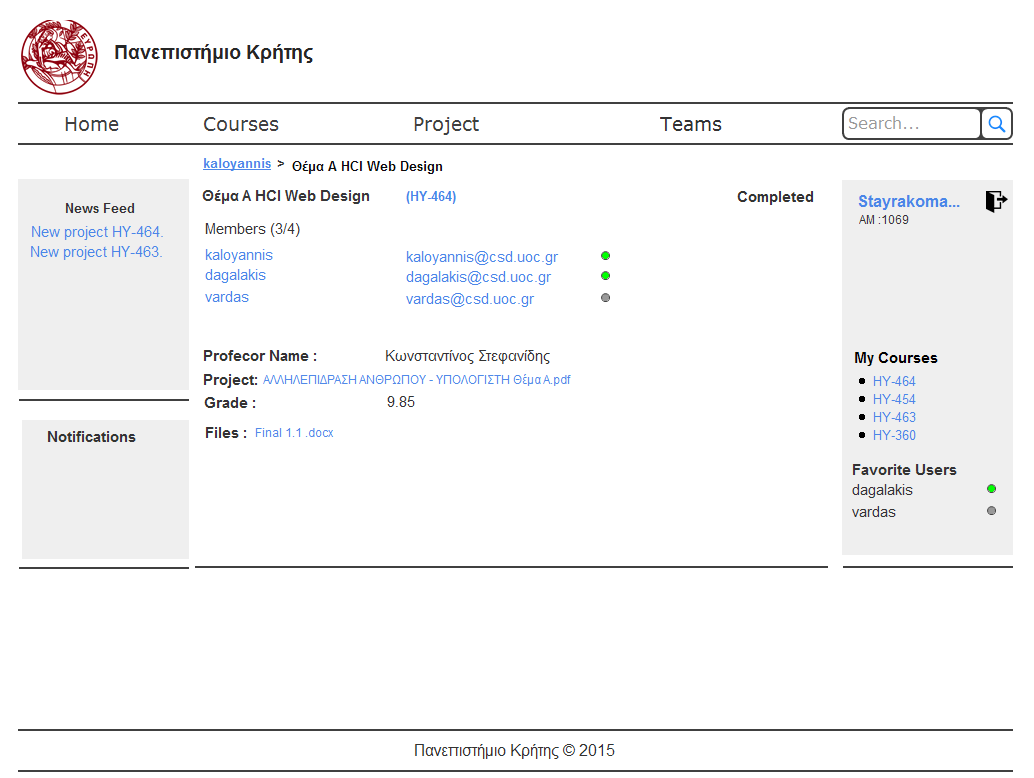 ΕΥΡΩΠΗ
Πανεπιστήμιο Κρήτης
Home Courses Project Teams Search...
kaloyannis > Θέμα Α HCI Web Design
News Feed
New project HY-464.
New project HY-463.
Notifications
Θέμα Α HCI Web Design (HY-464) Completed
Members (3/4)
kaloyannis kaloyannis@csd.uoc.gr
dagalakis dagalakis@csd.uoc.gr
vardas vardas@csd.uoc.gr
Profecor Name : Κωνσταντίνος Στεφανίδης
Project: ΑΛΛΗΛΕΠΙΔΡΑΣΗ ΑΝΘΡΩΠΟΥ - ΥΠΟΛΟΓΙΣΤΗ Θέμα Α.pdf
Grade : 9.85
Files : Final 1.1 .docx
Stayrakoma...
AM :1069
My Courses
HY-464
HY-454
HY-463
HY-360
Favorite Users
dagalakis
vardas
Πανεπιστήμιο Κρήτης © 2015